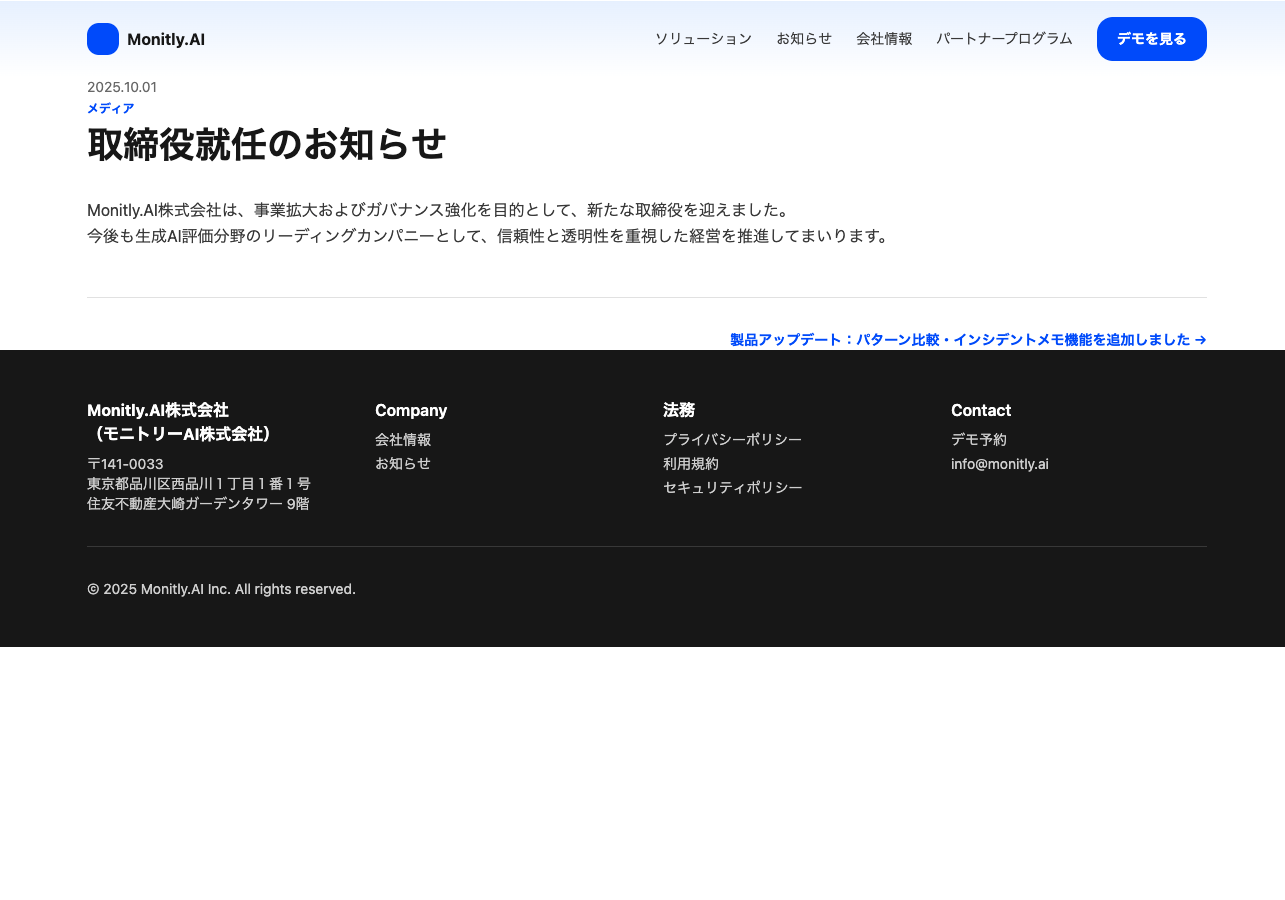 Monitly.AI
ソリューション
お知らせ
会社情報
パートナープログラム
デモを見る
2025.10.01
メディア
取締役就任のお知らせ
Monitly.AI株式会社は、事業拡大およびガバナンス強化を目的として、新たな取締役を迎えました。
今後も生成AI評価分野のリーディングカンパニーとして、信頼性と透明性を重視した経営を推進してまいります。
製品アップデート：パターン比較・インシデントメモ機能を追加しました →
Monitly.AI株式会社
（モニトリーAI株式会社）
〒141-0033
東京都品川区西品川１丁目１番１号
住友不動産大崎ガーデンタワー 9階
Company
会社情報
お知らせ
法務
プライバシーポリシー
利用規約
セキュリティポリシー
Contact
デモ予約
info@monitly.ai
© 2025 Monitly.AI Inc. All rights reserved.